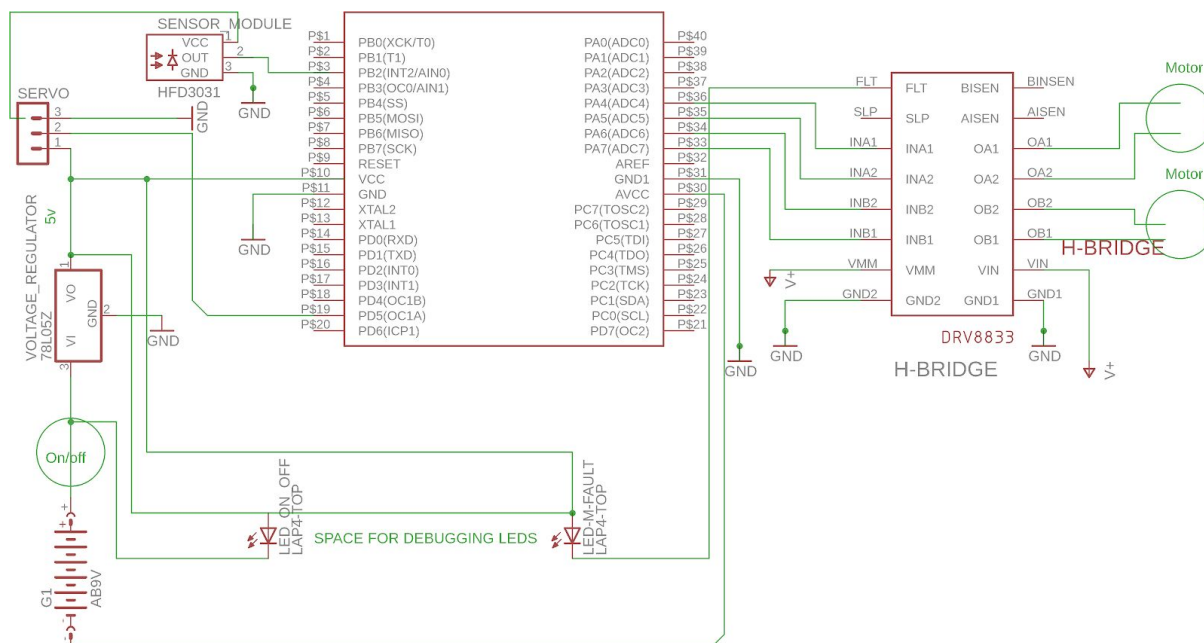 SENSOR_MODULE
VCC 1
OUT 2
GND 3
HFD3031
GND
SERVO
3
2
1
GND
5v
VOLTAGE_REGULATOR
78L05Z
VO 1
GND 2
VI 3
GND
On/off
G1
AB9V
+
+
-
-
P$1 PB0(XCK/T0)
P$2 PB1(T1)
P$3 PB2(INT2/AIN0)
P$4 PB3(OC0/AIN1)
P$5 PB4(SS)
P$6 PB5(MOSI)
P$7 PB6(MISO)
P$8 PB7(SCK)
P$9 RESET
P$10 VCC
P$11 GND
P$12 XTAL2
P$13 XTAL1
P$14 PD0(RXD)
P$15 PD1(TXD)
P$16 PD2(INT0)
P$17 PD3(INT1)
P$18 PD4(OC1B)
P$19 PD5(OC1A)
P$20 PD6(ICP1)
GND
PA0(ADC0) P$40
PA1(ADC1) P$39
PA2(ADC2) P$38
PA3(ADC3) P$37
PA4(ADC4) P$36
PA5(ADC5) P$35
PA6(ADC6) P$34
PA7(ADC7) P$33
AREF P$32
GND1 P$31
AVCC P$30
PC7(TOSC2) P$29
PC6(TOSC1) P$28
PC5(TDI) P$27
PC4(TDO) P$26
PC3(TMS) P$25
PC2(TCK) P$24
PC1(SDA) P$23
PC0(SCL) P$22
PD7(OC2) P$21
GND
LED_ON_OFF
LAP4-TOP
SPACE FOR DEBUGGING LEDS
LED-M-FAULT
LAP4-TOP
FLT FLT BISEN BINSEN
SLP SLP AISEN AISEN
INA1 INA1 OA1 OA1
INA2 INA2 OA2 OA2
INB2 INB2 OB2 OB2
INB1 INB1 OB1 OB1
VMM VMM VIN VIN
GND2 GND2 GND1 GND1
V+
GND
GND
V+
DRV8833
H-BRIDGE
H-BRIDGE
Motor
Motor